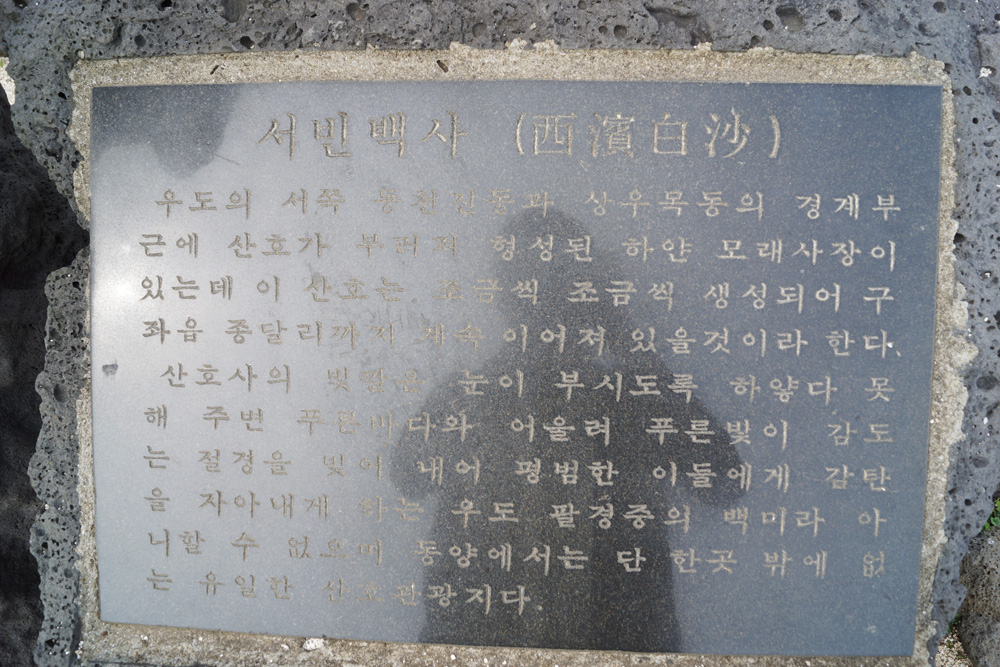 서빈백사 (西濱白沙)
우도의 서쪽 동천진동과 상우목동의 경계부
근에 산호가 부러져 형성된 하얀 모래사장이
있는데 이 산호는 조금씩 조금씩 생성되어 구
좌읍 종달리까지 계속 이어져 있을것이라 한다.
산호사의 빛깔은 눈이 부시도록 하얗다 못
해 주변 푸른바다와 어울려 푸른빛이 감도
는 절경을 빚어 내어 평범한 이들에게 감탄
을 자아내게 하는 우도 팔경중의 백미라 아
니할 수 없으며 동양에서는 단 한곳 밖에 없
는 유일한 산호관광지다.